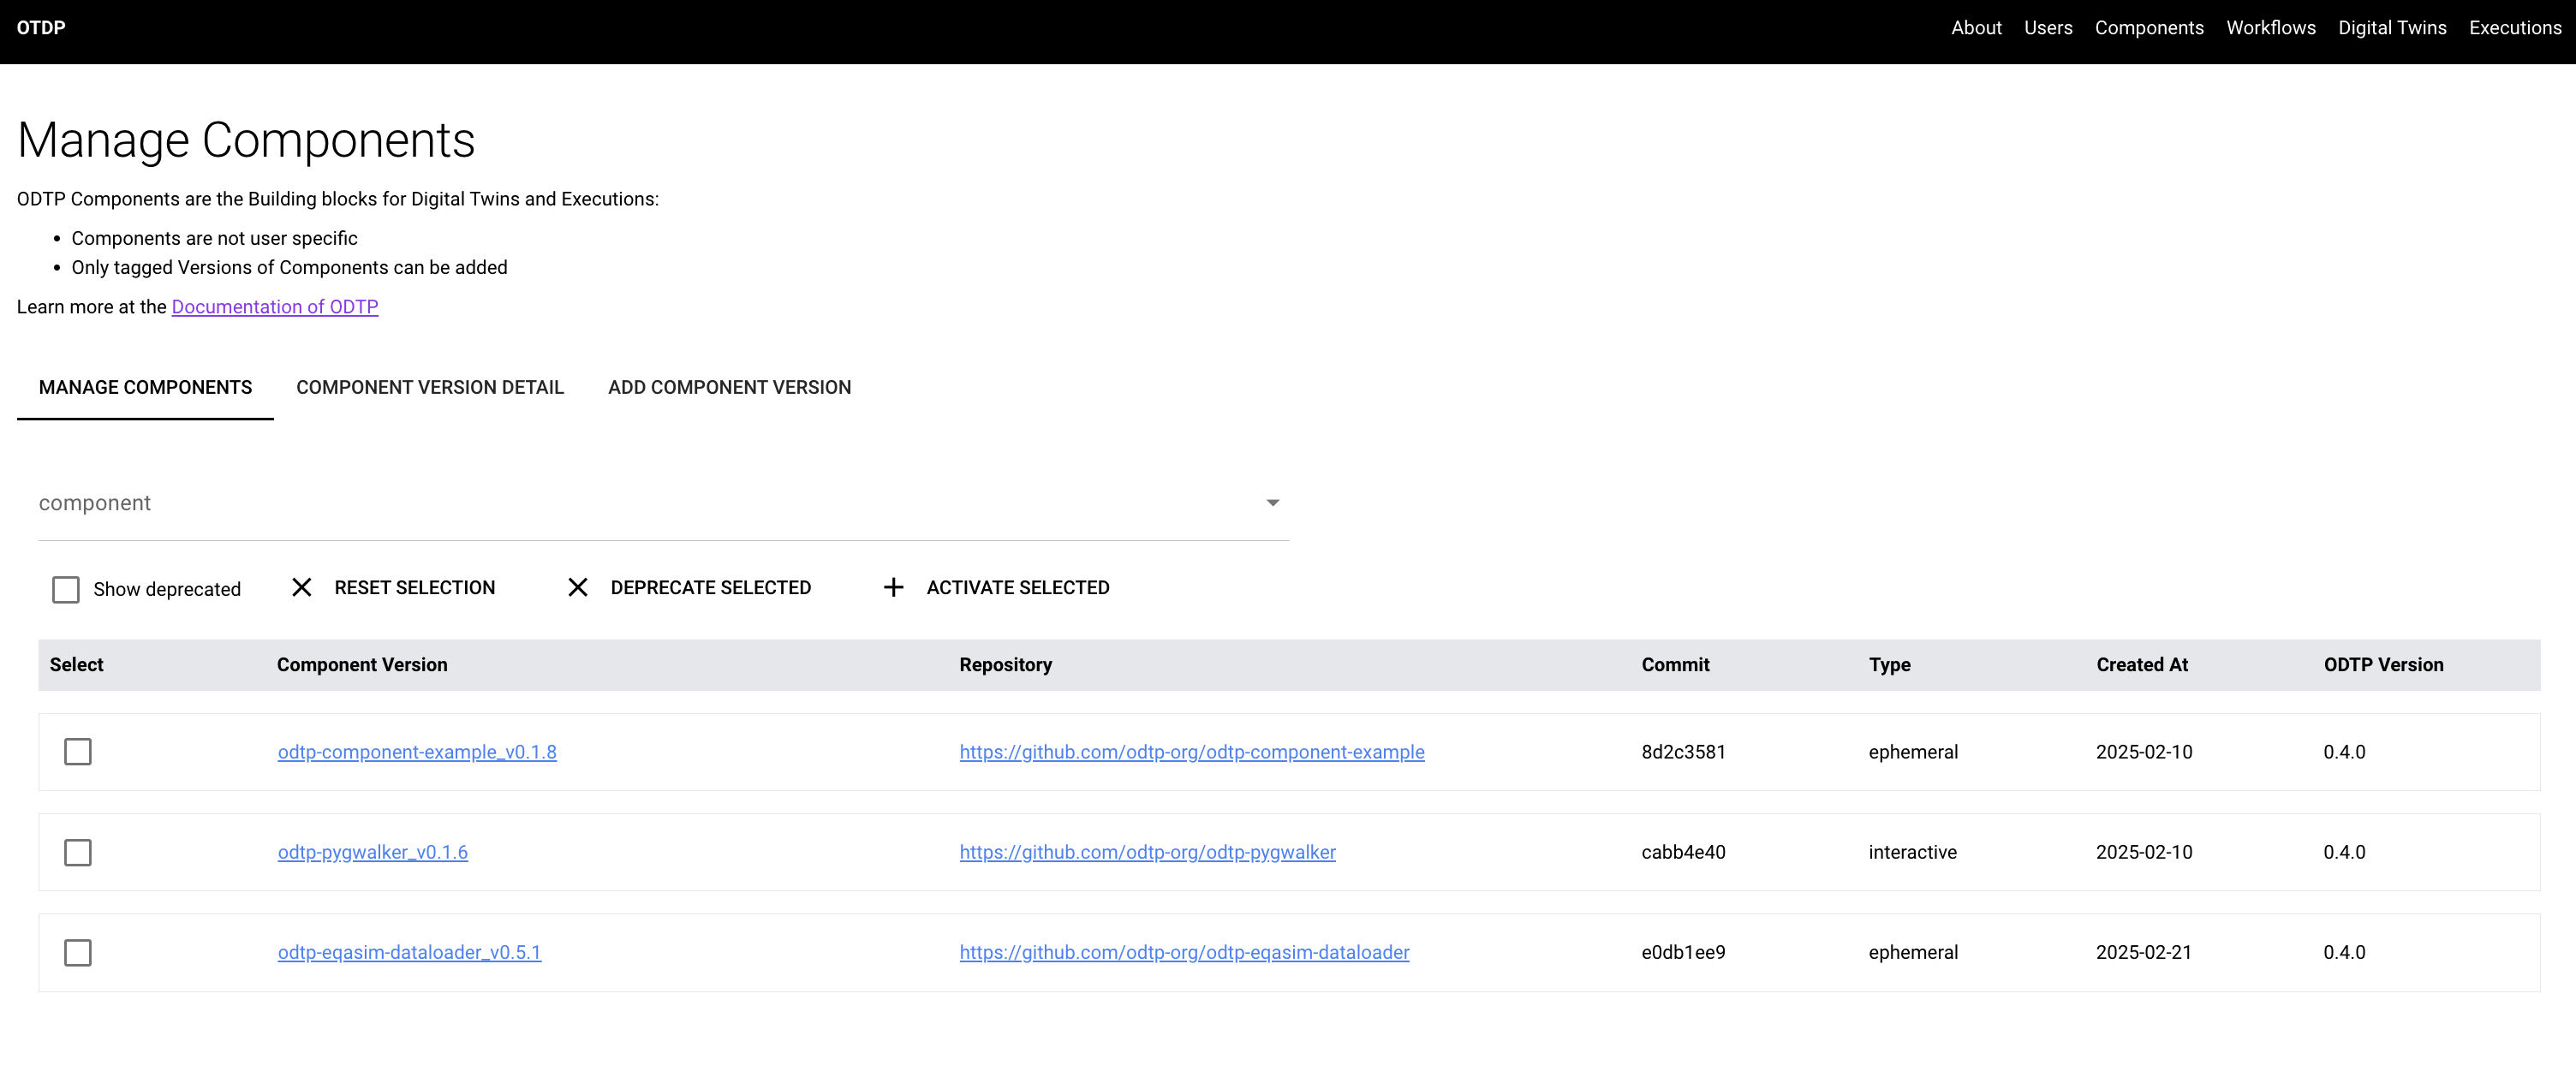 OTDP
About Users Components Workflows Digital Twins Executions
Manage Components
ODTP Components are the Building blocks for Digital Twins and Executions:
• Components are not user specific
• Only tagged Versions of Components can be added
Learn more at the Documentation of ODTP
MANAGE COMPONENTS COMPONENT VERSION DETAIL ADD COMPONENT VERSION
component
Show deprecated RESET SELECTION DEPRECATE SELECTED ACTIVATE SELECTED
Select Component Version Repository Commit Type Created At ODTP Version
odtp-component-example_v0.1.8 https://github.com/odtp-org/odtp-component-example 8d2c3581 ephemeral 2025-02-10 0.4.0
odtp-pygwalker_v0.1.6 https://github.com/odtp-org/odtp-pygwalker cabb4e40 interactive 2025-02-10 0.4.0
odtp-eqasim-dataloader_v0.5.1 https://github.com/odtp-org/odtp-eqasim-dataloader e0db1ee9 ephemeral 2025-02-21 0.4.0